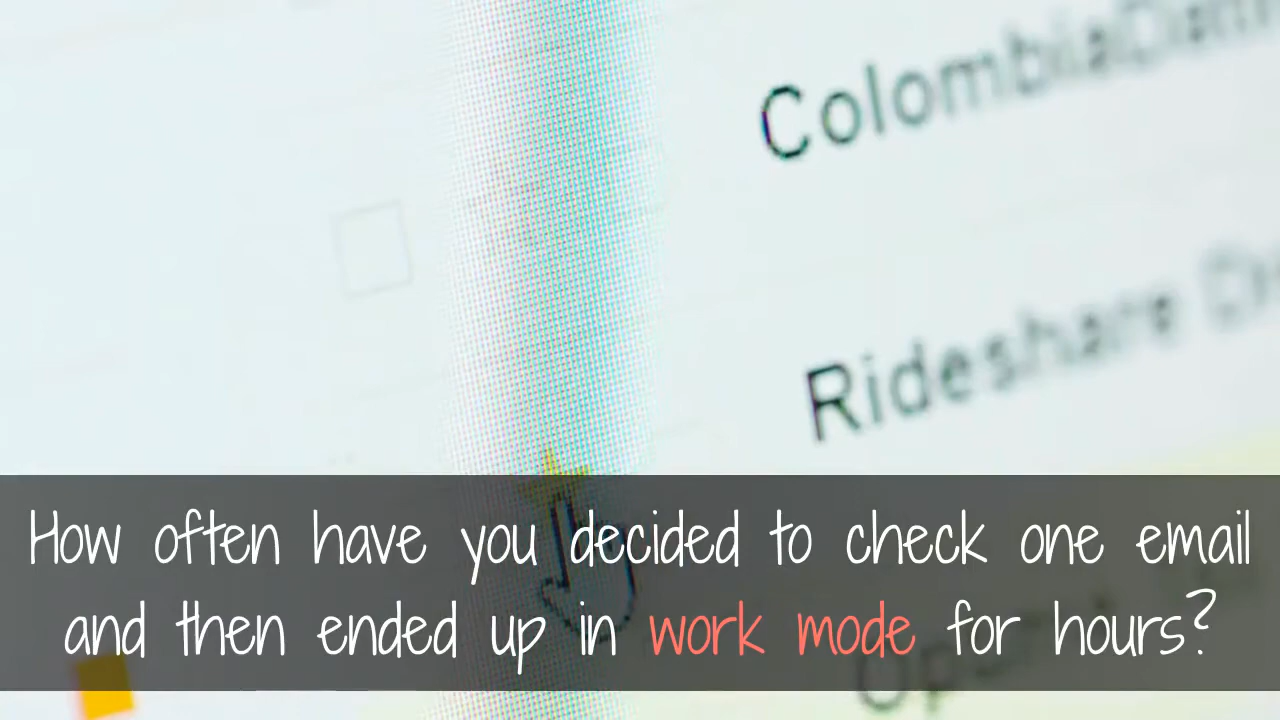 Rideshare
How often have you decided to check one email
and then ended up in work mode for hours?